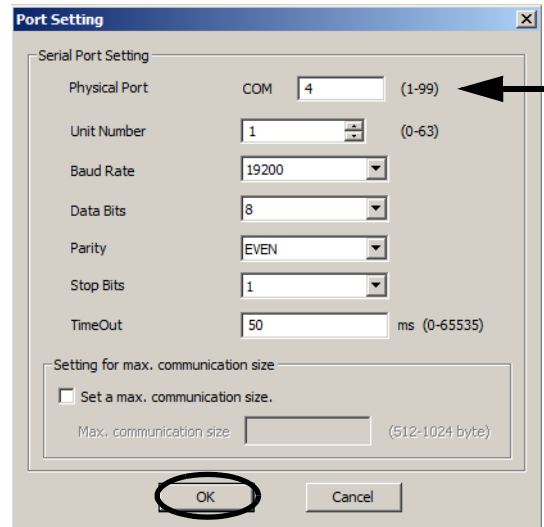 Port Setting
Serial Port Setting
Physical Port COM 4 (1-99)
Unit Number 1 (0-63)
Baud Rate 19200
Data Bits 8
Parity EVEN
Stop Bits 1
TimeOut 50 ms (0-65535)
Setting for max. communication size
Set a max. communication size.
Max. communication size (512-1024 byte)
OK Cancel